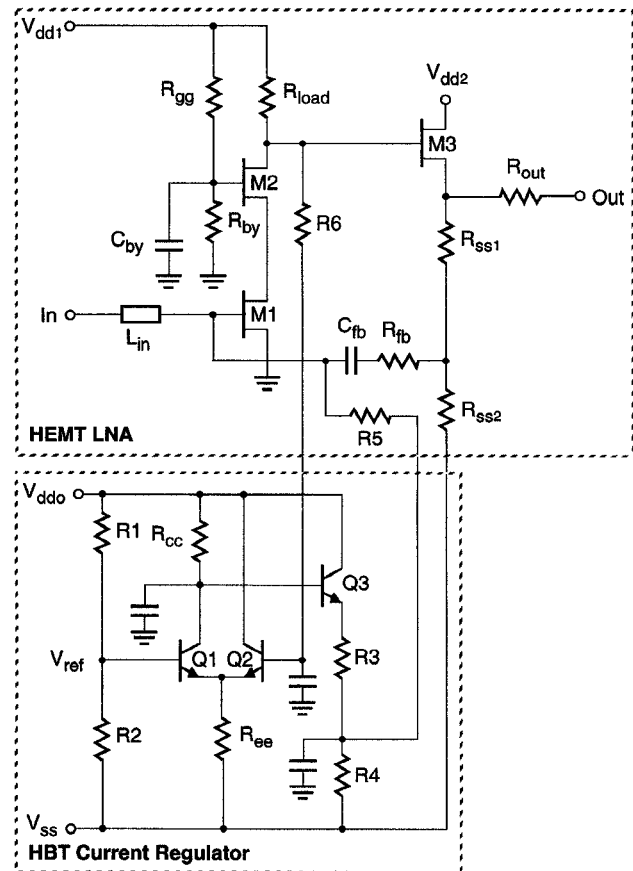 Vdd1
Rgg
Rload
Vdd2
M3
M2
Rout
Out
Cby
Rby
R6
Rss1
In
Lin
M1
Cfb
Rfb
R5
Rss2
HEMT LNA
Vddo
R1
Rcc
Q3
Vref
Q1
Q2
R3
R2
Ree
R4
Vss
HBT Current Regulator